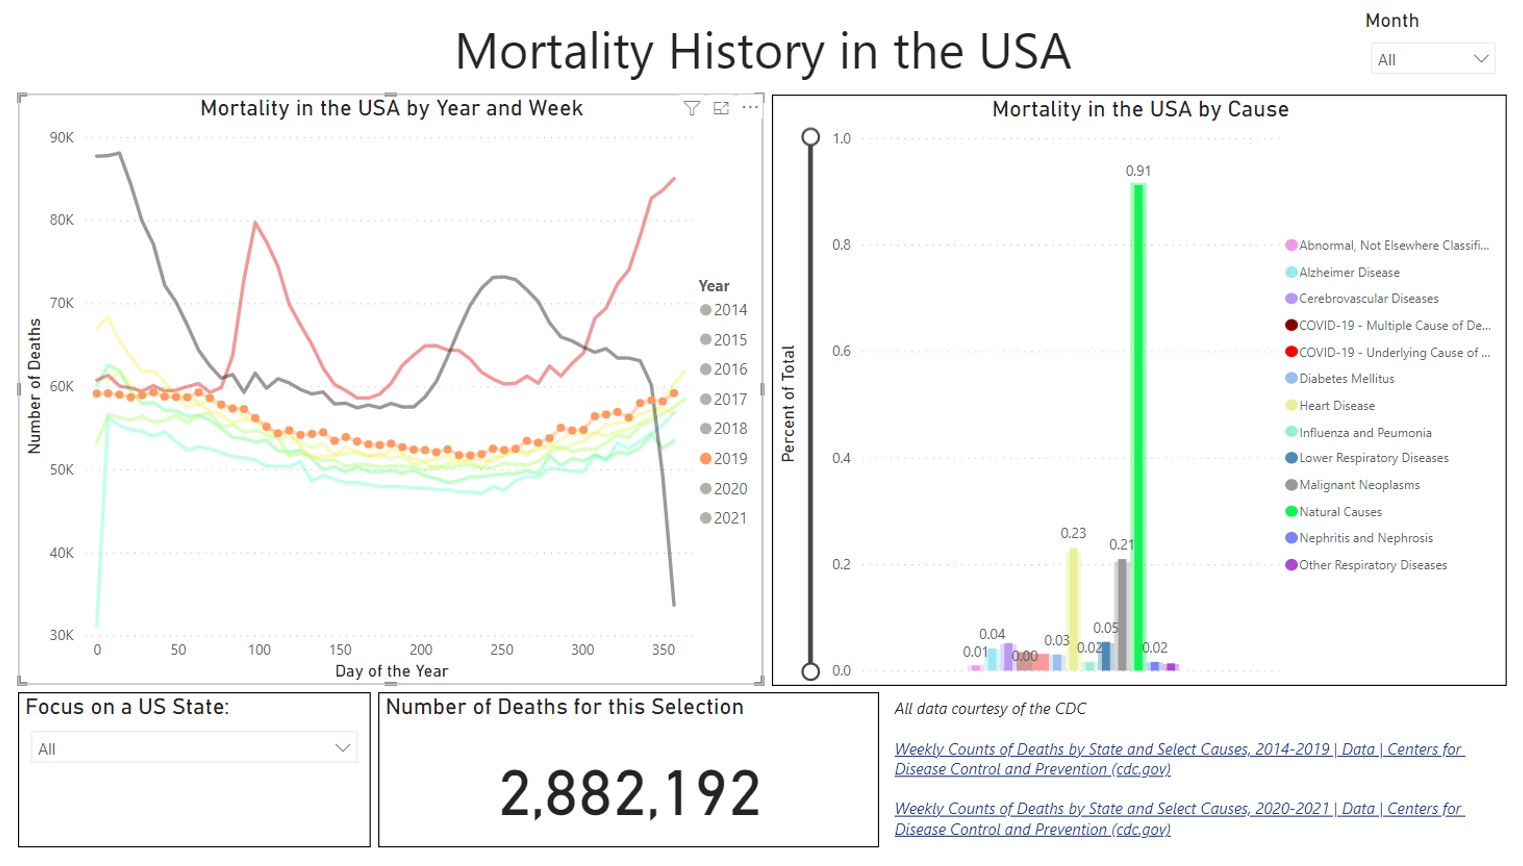 Mortality History in the USA
Month
All
Mortality in the USA by Year and Week
90K
80K
70K
60K
50K
40K
30K
Number of Deaths
0 50 100 150 200 250 300 350
Day of the Year
Year
2014
2015
2016
2017
2018
2019
2020
2021
Mortality in the USA by Cause
1.0
0.8
0.6
0.4
0.2
0.0
Percent of Total
0.01
0.04
0.00
0.03
0.23
0.02
0.05
0.21
0.91
0.02
Abnormal, Not Elsewhere Classifi...
Alzheimer Disease
Cerebrovascular Diseases
COVID-19 - Multiple Cause of De...
COVID-19 - Underlying Cause of ...
Diabetes Mellitus
Heart Disease
Influenza and Peumonia
Lower Respiratory Diseases
Malignant Neoplasms
Natural Causes
Nephritis and Nephrosis
Other Respiratory Diseases
Focus on a US State:
All
Number of Deaths for this Selection
2,882,192
All data courtesy of the CDC
Weekly Counts of Deaths by State and Select Causes, 2014-2019 | Data | Centers for
Disease Control and Prevention (cdc.gov)
Weekly Counts of Deaths by State and Select Causes, 2020-2021 | Data | Centers for
Disease Control and Prevention (cdc.gov)